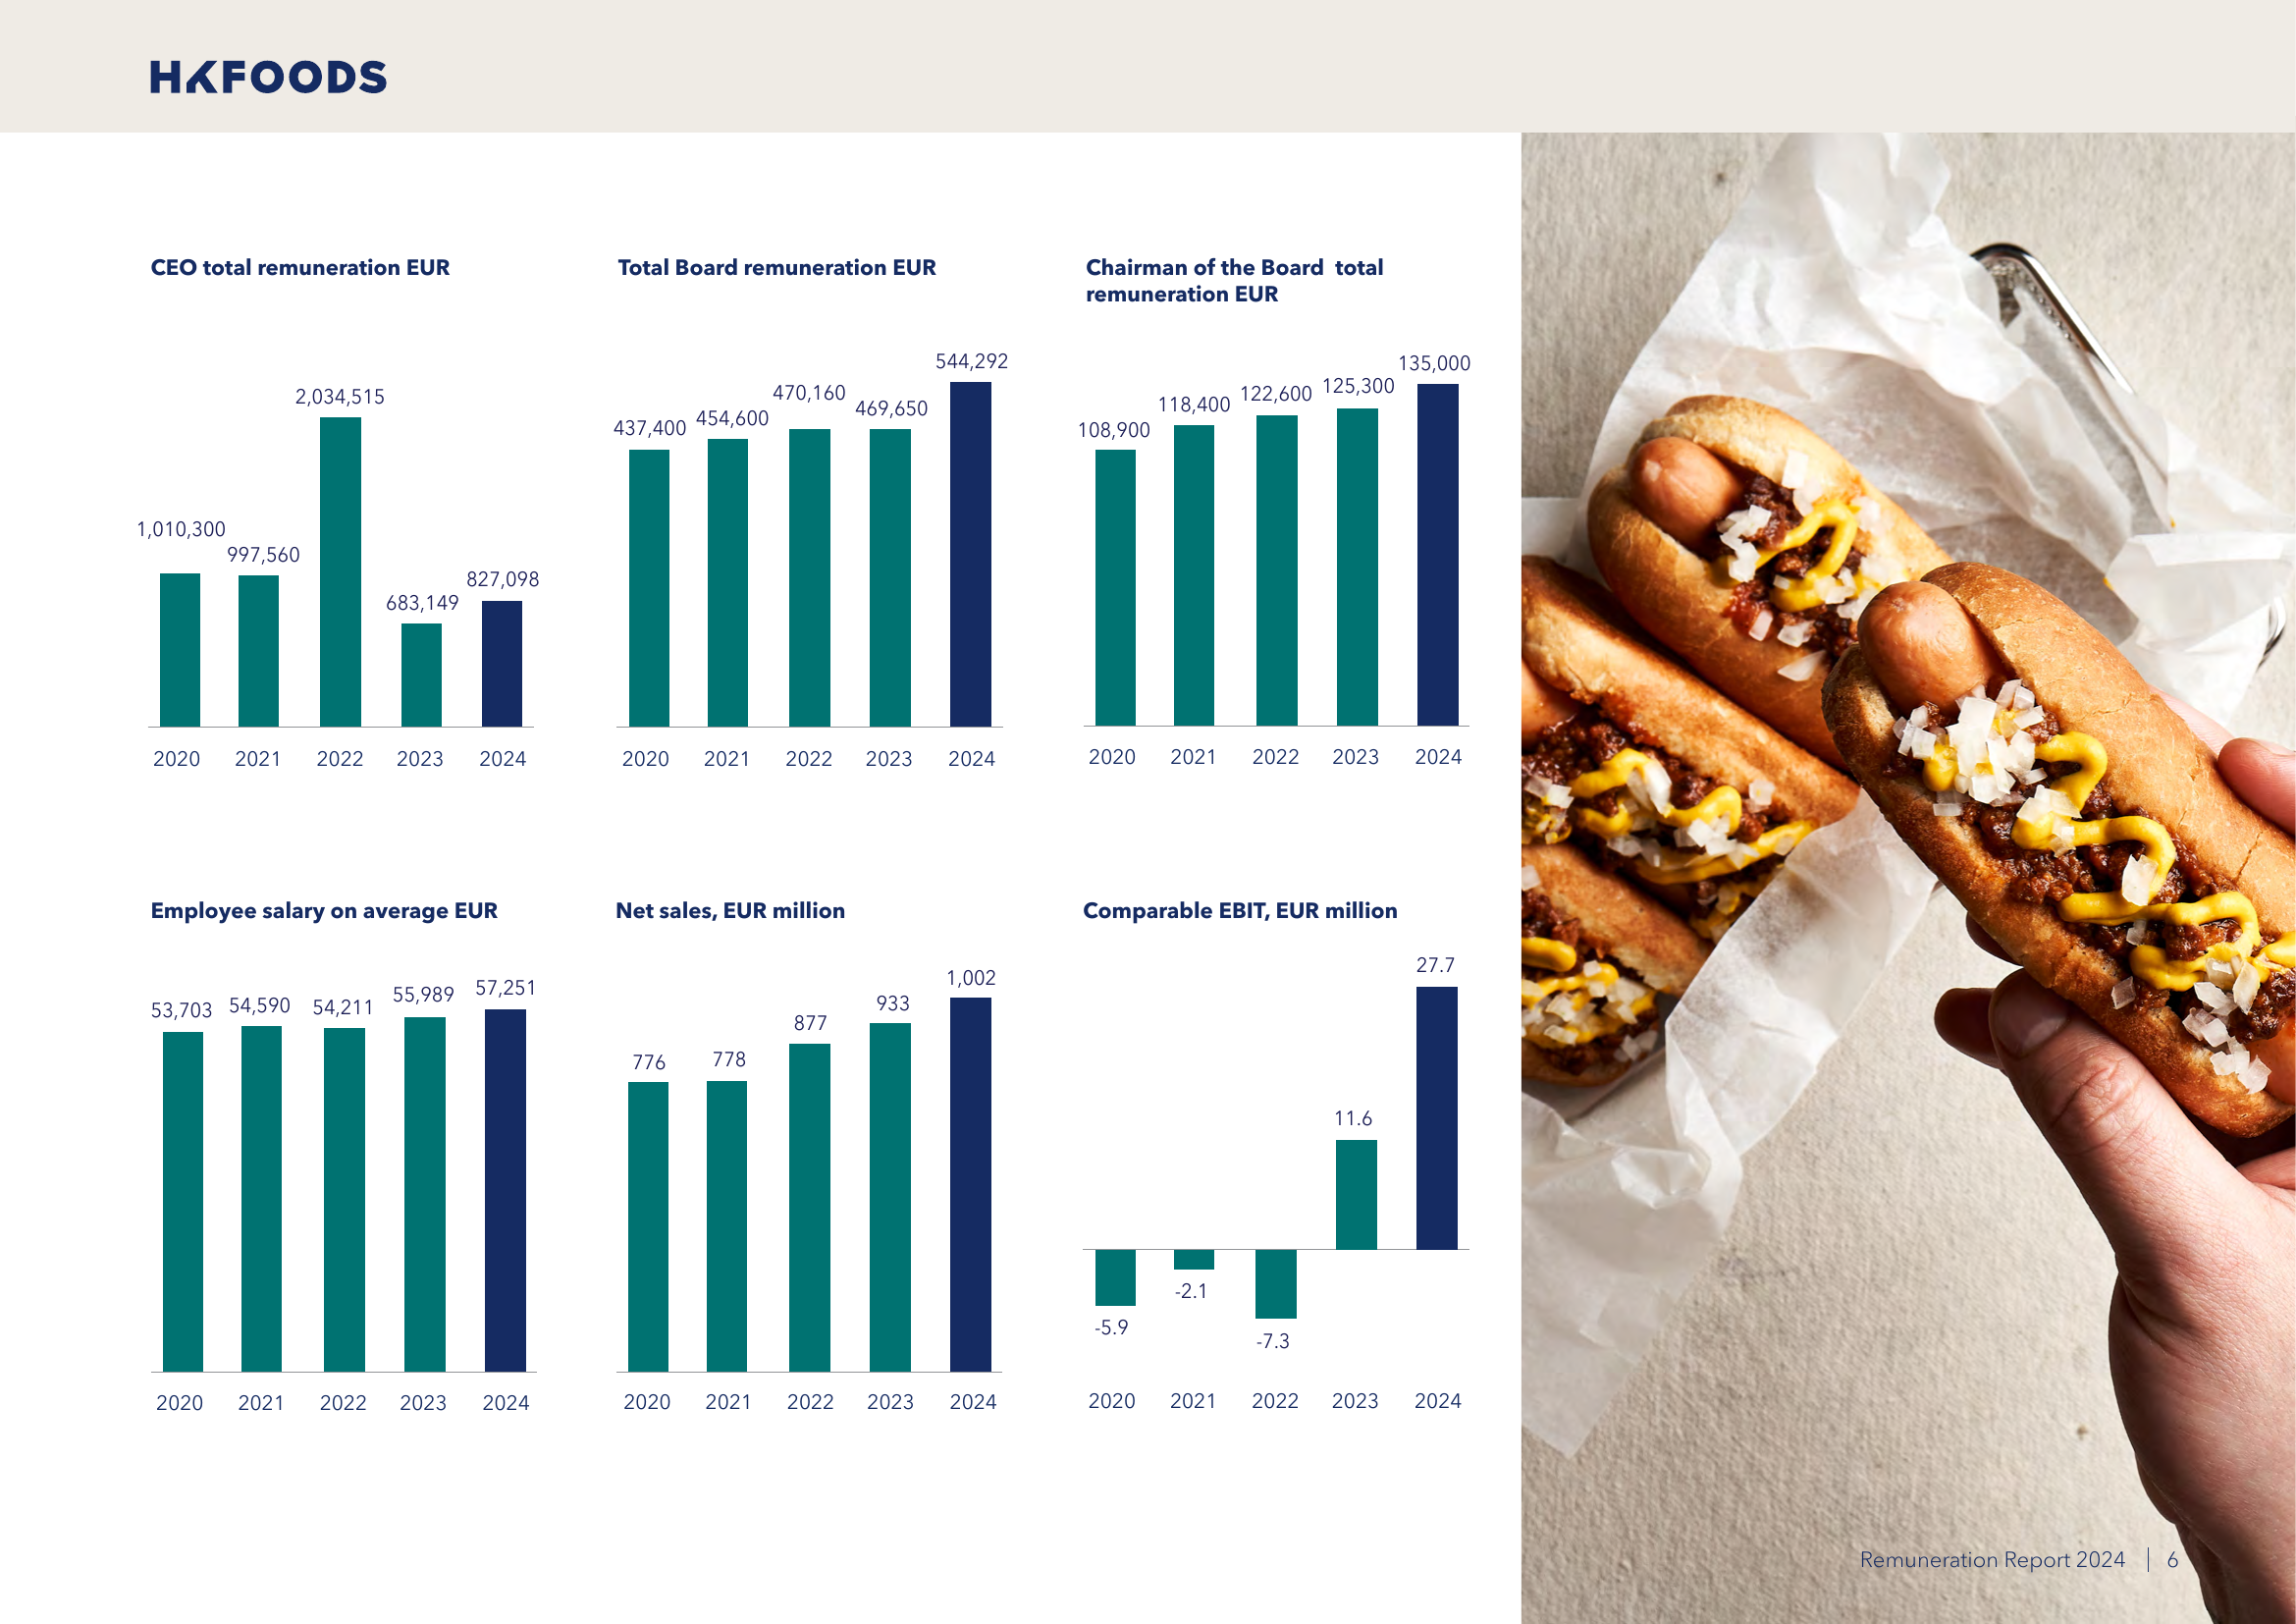 HKFOODS
CEO total remuneration EUR
1,010,300
997,560
2,034,515
683,149
827,098
2020 2021 2022 2023 2024
Total Board remuneration EUR
437,400
454,600
470,160
469,650
544,292
2020 2021 2022 2023 2024
Chairman of the Board  total
remuneration EUR
108,900
118,400
122,600
125,300
135,000
2020 2021 2022 2023 2024
Employee salary on average EUR
53,703
54,590
54,211
55,989
57,251
2020 2021 2022 2023 2024
Net sales, EUR million
776
778
877
933
1,002
2020 2021 2022 2023 2024
Comparable EBIT, EUR million
-5.9
-2.1
-7.3
11.6
27.7
2020 2021 2022 2023 2024
Remuneration Report 2024 | 6